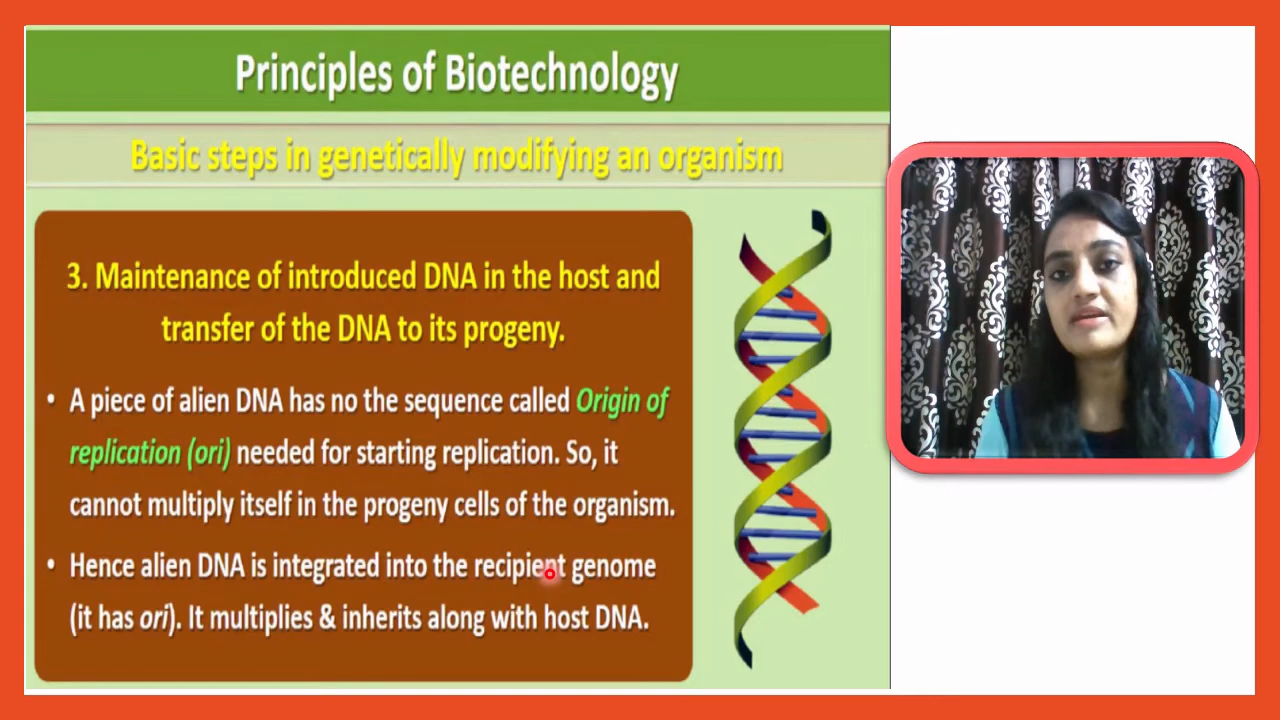 Principles of Biotechnology
Basic steps in genetically modifying an organism
3. Maintenance of introduced DNA in the host and
transfer of the DNA to its progeny.
• A piece of alien DNA has no the sequence called Origin of
replication (ori) needed for starting replication. So, it
cannot multiply itself in the progeny cells of the organism.
• Hence alien DNA is integrated into the recipient genome
(it has ori). It multiplies & inherits along with host DNA.